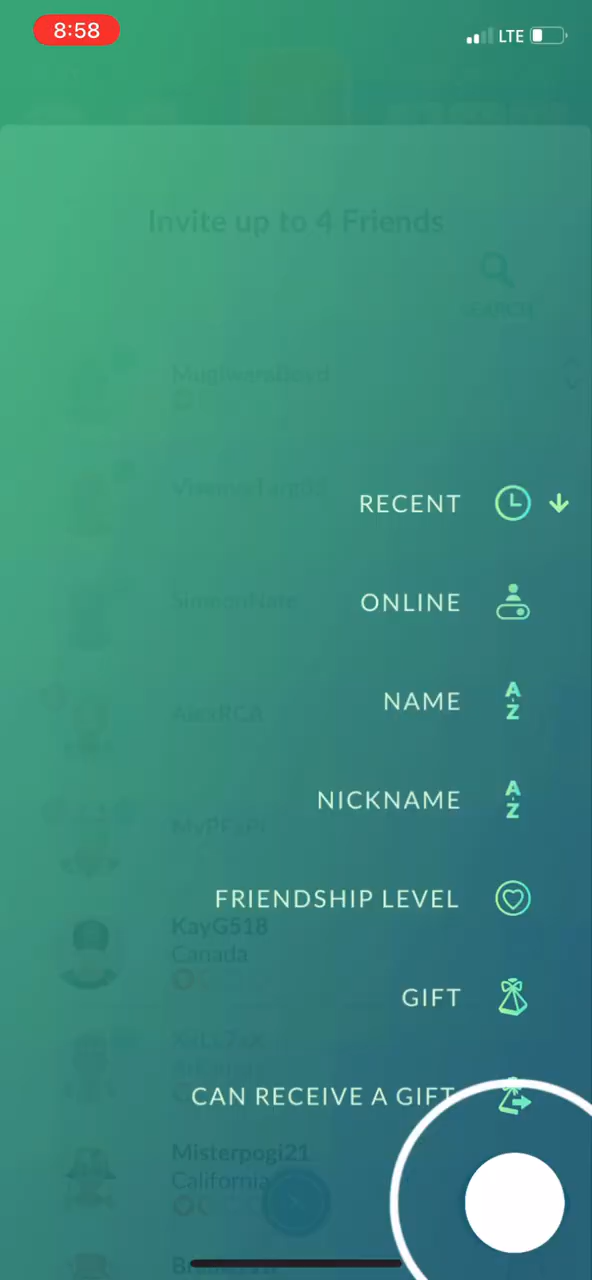 8:58
LTE
Invite up to 4 Friends
SEARCH
RECENT
ONLINE
NAME
A
Z
NICKNAME
A
Z
FRIENDSHIP LEVEL
KayG518
Canada
GIFT
CAN RECEIVE A GIFT
Misterpogi21
California